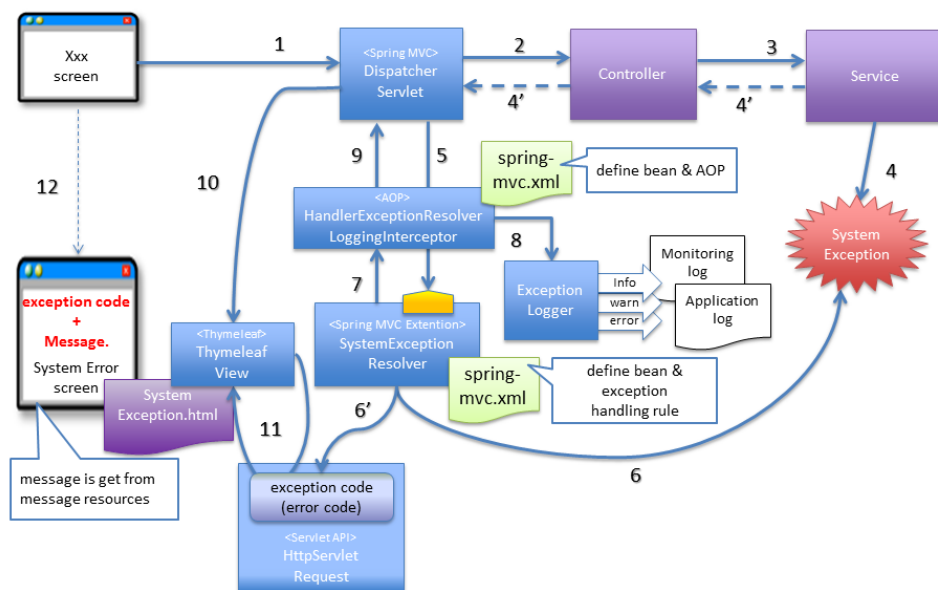 Xxx
screen
1
<Spring MVC>
Dispatcher
Servlet
2
4’
Controller
3
4’
Service
12
10
9
5
spring-
mvc.xml
define bean & AOP
4
<AOP>
HandlerExceptionResolver
LoggingInterceptor
8
System
Exception
7
Exception
Logger
Info
warn
error
Monitoring
log
Application
log
exception code
+
Message.
System Error
screen
<Thymeleaf>
Thymeleaf
View
<Spring MVC Extention>
SystemException
Resolver
spring-
mvc.xml
define bean &
exception
handling rule
System
Exception.html
11
6’
6
message is get from
message resources
exception code
(error code)
<Servlet API>
HttpServlet
Request